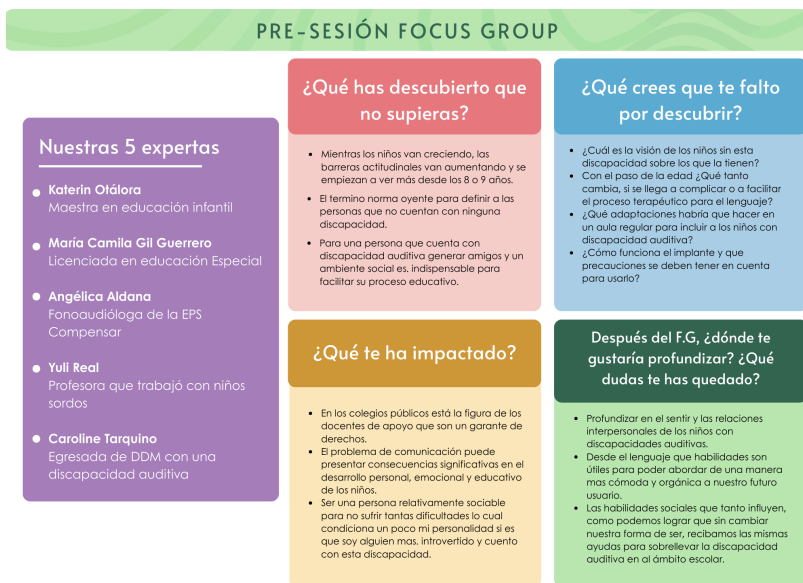 PRE-SESIÓN FOCUS GROUP
Nuestras 5 expertas
Katerin Otálora
Maestra en educación infantil
María Camila Gil Guerrero
Licenciada en educación Especial
Angélica Aldana
Fonoaudióloga de la EPS
Compensar
Yuli Real
Profesora que trabajó con niños
sordos
Caroline Tarquino
Egresada de DDM con una
discapacidad auditiva
¿Qué has descubierto que
no supieras?
• Mientras los niños van creciendo, las
barreras actitudinales van aumentando y se
empiezan a ver más desde los 8 o 9 años.
• El termino norma oyente para definir a las
personas que no cuentan con ninguna
discapacidad.
• Para una persona que cuenta con
discapacidad auditiva generar amigos y un
ambiente social es. indispensable para
facilitar su proceso educativo.
¿Qué crees que te falto
por descubrir?
• ¿Cuál es la visión de los niños sin esta
discapacidad sobre los que la tienen?
• Con el paso de la edad ¿Qué tanto
cambia, si se llega a complicar o a facilitar
el proceso terapéutico para el lenguaje?
• ¿Qué adaptaciones habría que hacer en
un aula regular para incluir a los niños con
discapacidad auditiva?
• ¿Cómo funciona el implante y que
precauciones se deben tener en cuenta
para usarlo?
¿Qué te ha impactado?
• En los colegios públicos está la figura de los
docentes de apoyo que son un garante de
derechos.
• El problema de comunicación puede
presentar consecuencias significativas en el
desarrollo personal, emocional y educativo
de los niños.
• Ser una persona relativamente sociable
para no sufrir tantas dificultades lo cual
condiciona un poco mi personalidad si es
que soy alguien mas. introvertido y cuento
con esta discapacidad.
Después del F.G, ¿dónde te
gustaría profundizar? ¿Qué
dudas te has quedado?
• Profundizar en el sentir y las relaciones
interpersonales de los niños con
discapacidades auditivas.
• Desde el lenguaje que habilidades son
útiles para poder abordar de una manera
mas cómoda y orgánica a nuestro futuro
usuario.
• Las habilidades sociales que tanto influyen,
como podemos lograr que sin cambiar
nuestra forma de ser, recibamos las mismas
ayudas para sobrellevar la discapacidad
auditiva en al ámbito escolar.